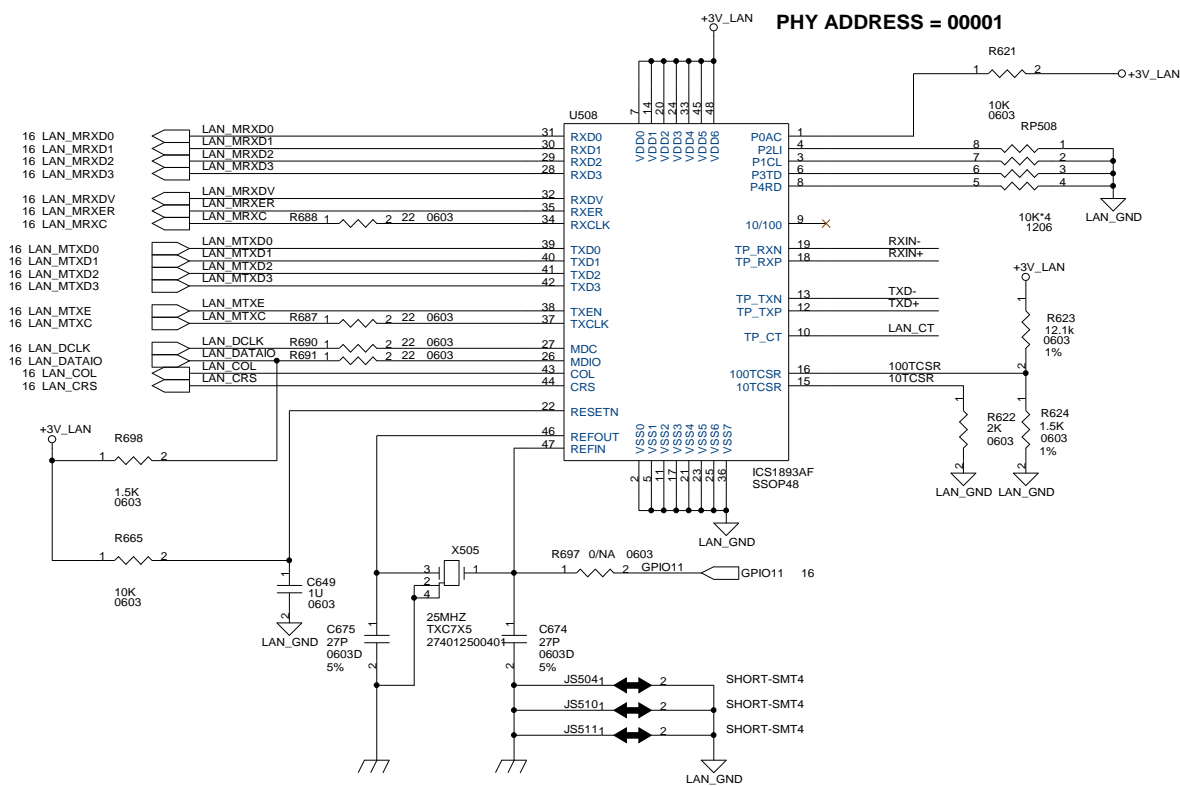 +3V_LAN
PHY ADDRESS = 00001
R621
1 2
+3V_LAN
10K
0603
U508
7 14 20 24 33 45 48
VDD0 VDD1 VDD2 VDD3 VDD4 VDD5 VDD6
16 LAN_MRXD0 LAN_MRXD0 31 RXD0
16 LAN_MRXD1 LAN_MRXD1 30 RXD1
16 LAN_MRXD2 LAN_MRXD2 29 RXD2
16 LAN_MRXD3 LAN_MRXD3 28 RXD3
16 LAN_MRXDV LAN_MRXDV 32 RXDV
16 LAN_MRXER LAN_MRXER 35 RXER
16 LAN_MRXC LAN_MRXC R688 1 2 22 0603 34 RXCLK
16 LAN_MTXD0 LAN_MTXD0 39 TXD0
16 LAN_MTXD1 LAN_MTXD1 40 TXD1
16 LAN_MTXD2 LAN_MTXD2 41 TXD2
16 LAN_MTXD3 LAN_MTXD3 42 TXD3
16 LAN_MTXE LAN_MTXE 38 TXEN
16 LAN_MTXC LAN_MTXC R687 1 2 22 0603 37 TXCLK
16 LAN_DCLK LAN_DCLK R690 1 2 22 0603 27 MDC
16 LAN_DATAIO LAN_DATAIO R691 1 2 22 0603 26 MDIO
16 LAN_COL LAN_COL 43 COL
16 LAN_CRS LAN_CRS 44 CRS
22 RESETN
46 REFOUT
47 REFIN
P0AC 1
RP508
P2LI 4 8 1
P1CL 3 7 2
P3TD 6 6 3
P4RD 8 5 4
LAN_GND
10K*4
1206
10/100 9
TP_RXN 19 RXIN-
TP_RXP 18 RXIN+
TP_TXN 13 TXD-
TP_TXP 12 TXD+
TP_CT 10 LAN_CT
100TCSR 16 100TCSR
10TCSR 15 10TCSR
+3V_LAN
1
R623
12.1k
0603
1%
2
1
R622
2K
0603
2
LAN_GND
1
R624
1.5K
0603
1%
2
LAN_GND
VSS0 VSS1 VSS2 VSS3 VSS4 VSS5 VSS6 VSS7
2 5 11 17 21 23 25 36
ICS1893AF
SSOP48
LAN_GND
+3V_LAN
R698
1 2
1.5K
0603
R665
1 2
10K
0603
1
C649
1U
0603
2
LAN_GND
X505
3 1
2
4
25MHZ
TXC7X5
274012500401
R697 0/NA 0603
1 2 GPIO11
GPIO11 16
1
C675
27P
0603D
5%
2
1
C674
27P
0603D
5%
2
JS504 1 2 SHORT-SMT4
JS510 1 2 SHORT-SMT4
JS511 1 2 SHORT-SMT4
LAN_GND